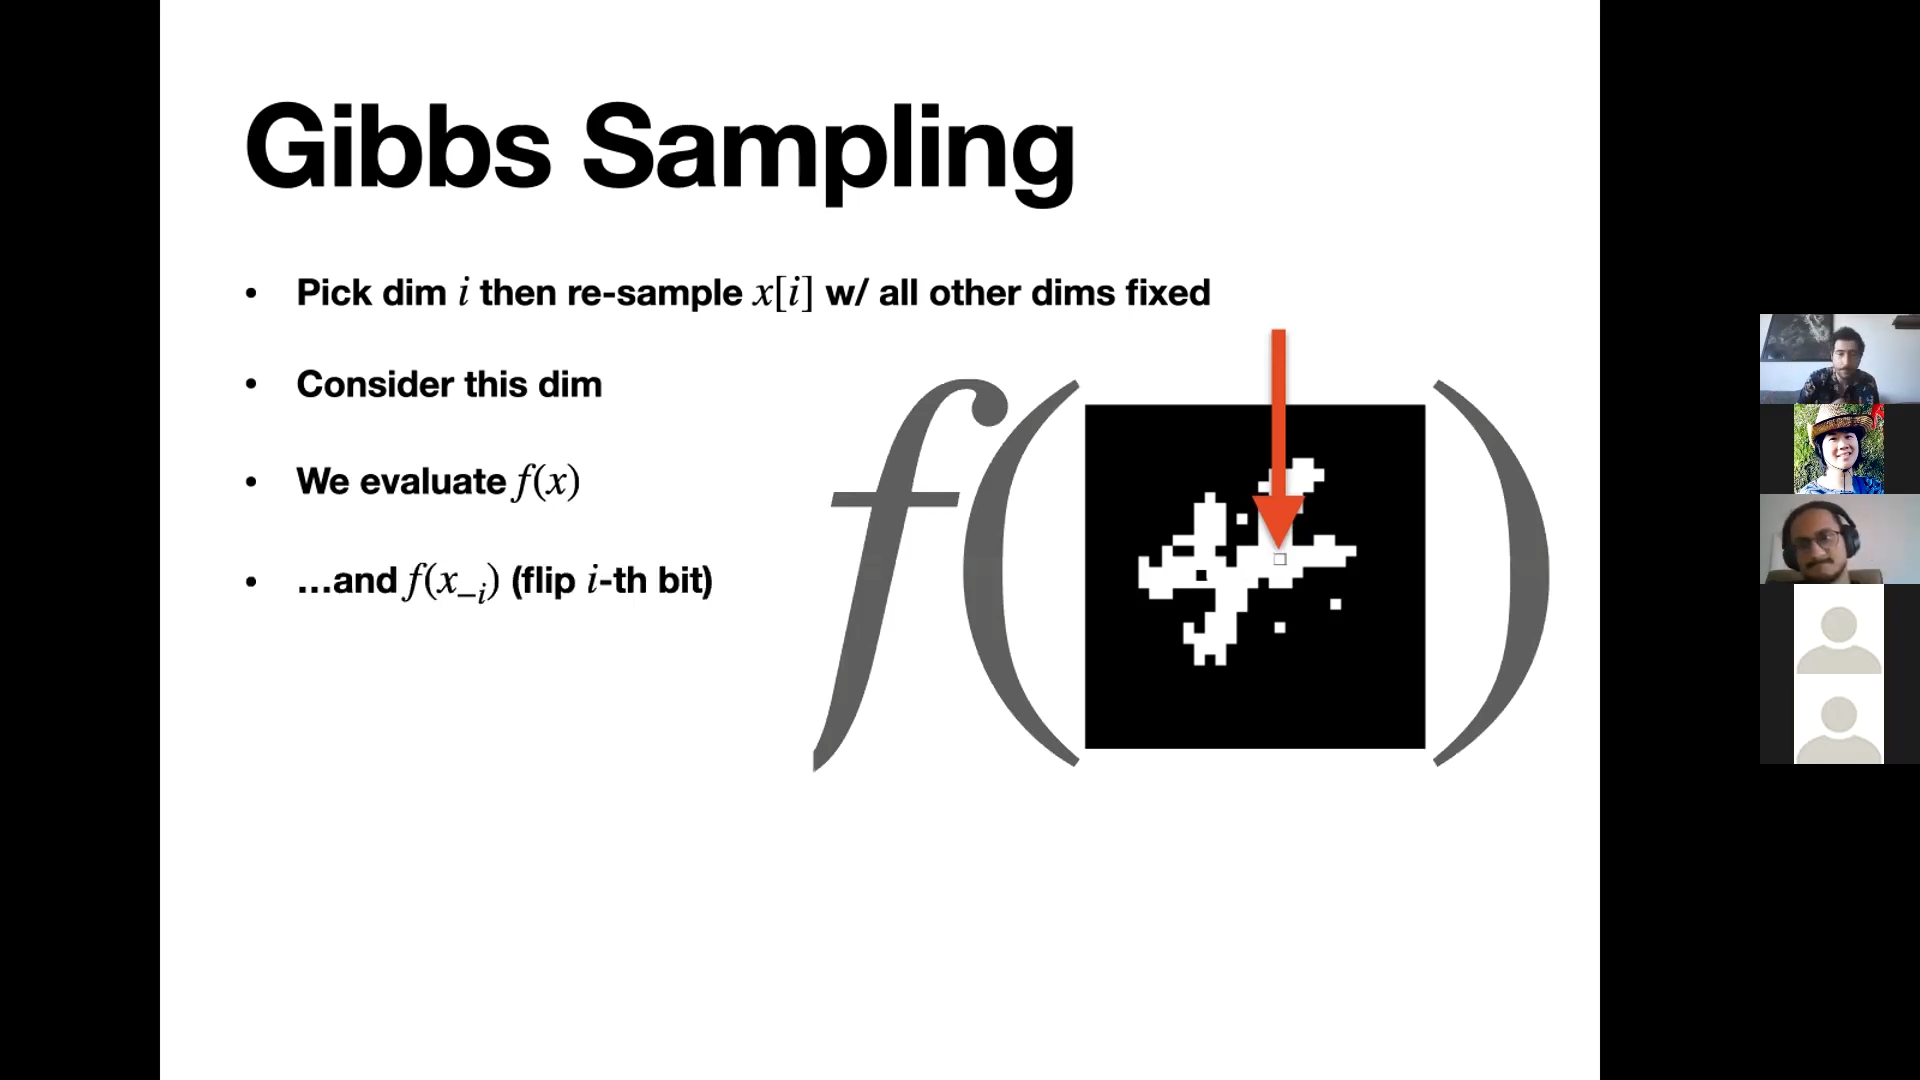 Gibbs Sampling
• Pick dim i then re-sample x[i] w/ all other dims fixed
• Consider this dim
• We evaluate f(x)
• …and f(x_{−i}) (flip i-th bit)
f( )